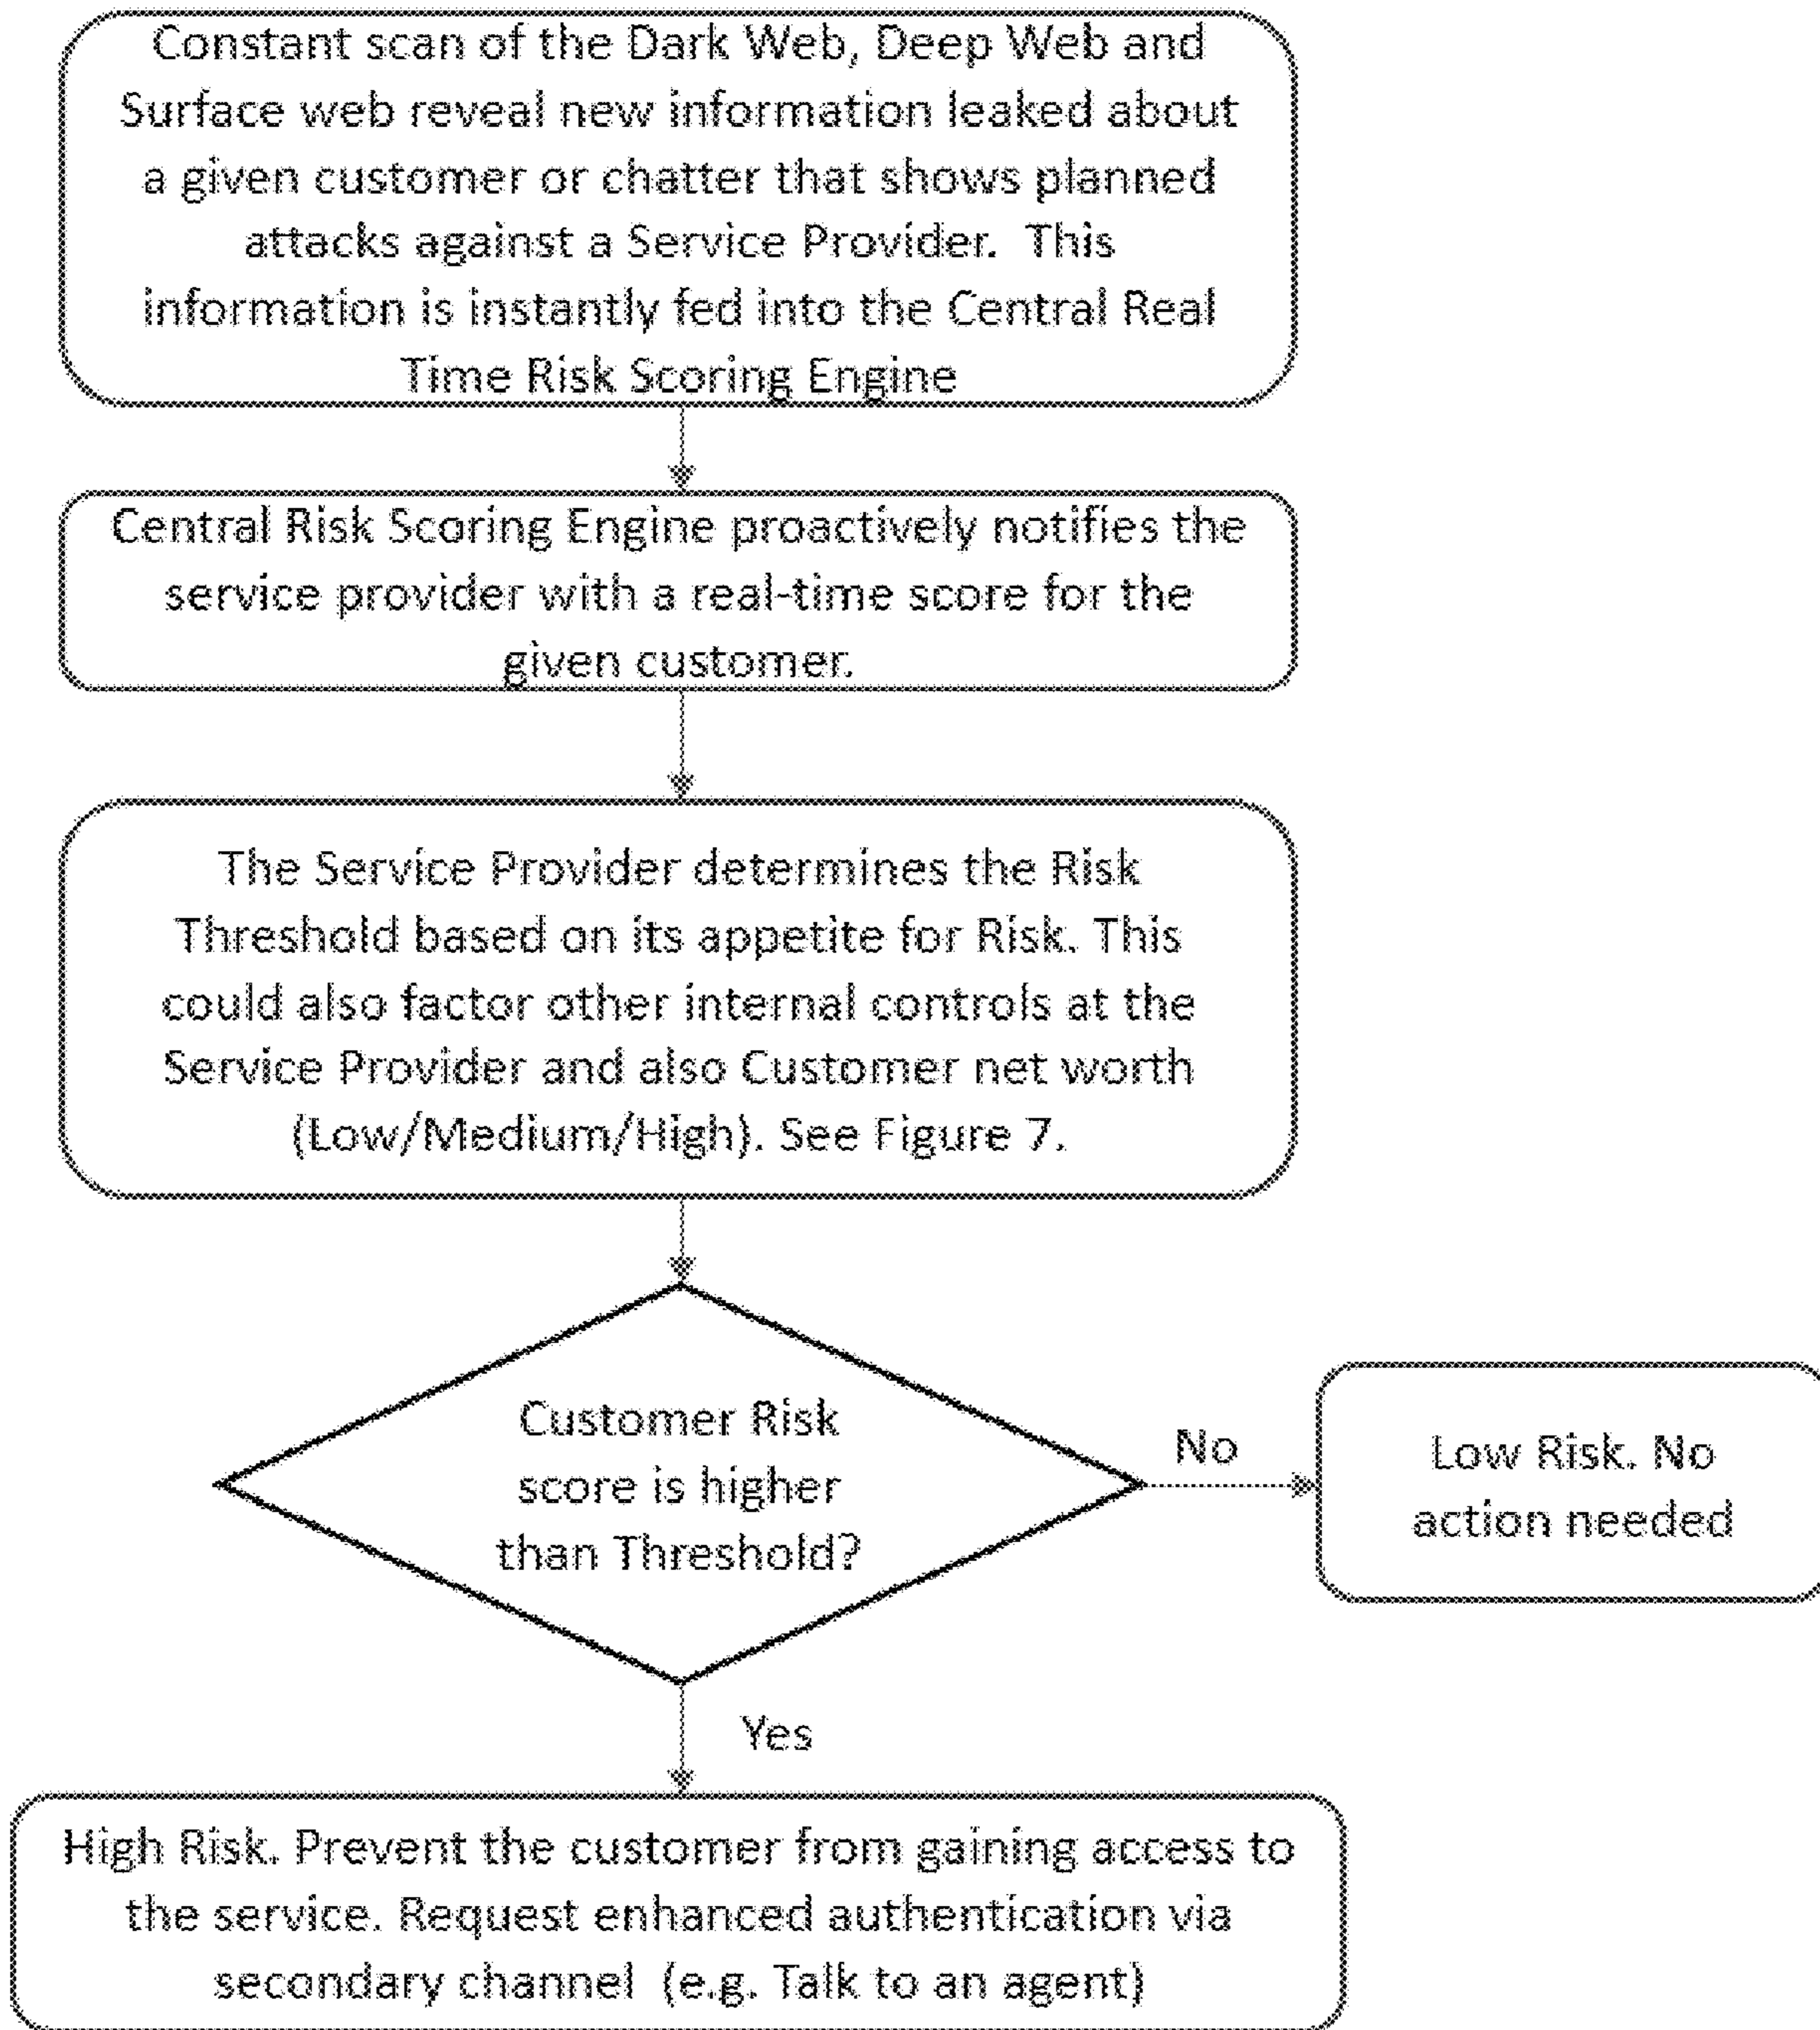 Constant scan of the Dark Web, Deep Web and
Surface web reveal new information leaked about
a given customer or chatter that shows planned
attacks against a Service Provider.  This
information is instantly fed into the Central Real
Time Risk Scoring Engine
Central Risk Scoring Engine proactively notifies the
service provider with a real-time score for the
given customer.
The Service Provider determines the Risk
Threshold based on its appetite for Risk. This
could also factor other internal controls at the
Service Provider and also Customer net worth
(Low/Medium/High). See Figure 7.
Customer Risk
score is higher
than Threshold?
No
Low Risk. No
action needed
Yes
High Risk. Prevent the customer from gaining access to
the service. Request enhanced authentication via
secondary channel  (e.g. Talk to an agent)